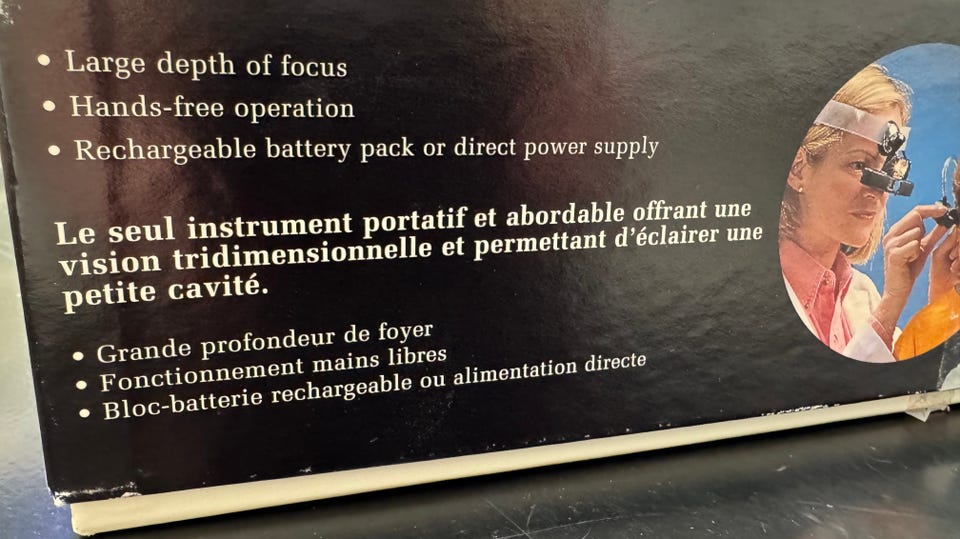 • Large depth of focus
• Hands-free operation
• Rechargeable battery pack or direct power supply
Le seul instrument portatif et abordable offrant une
vision tridimensionnelle et permettant d'éclairer une
petite cavité.
• Grande profondeur de foyer
• Fonctionnement mains libres
• Bloc-batterie rechargeable ou alimentation directe